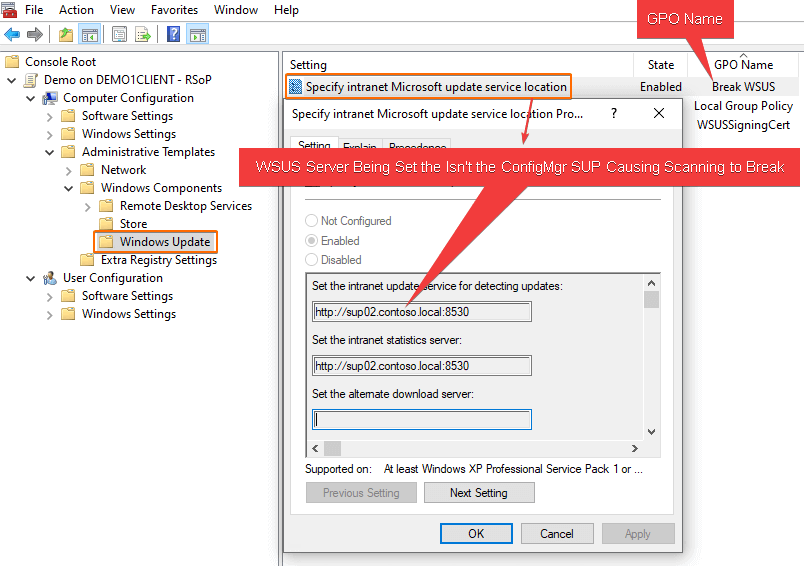 File Action View Favorites Window Help
GPO Name
Console Root
Demo on DEMO1CLIENT - RSoP
Computer Configuration
Software Settings
Windows Settings
Administrative Templates
Network
Windows Components
Remote Desktop Services
Store
Windows Update
Extra Registry Settings
User Configuration
Software Settings
Windows Settings
Setting State GPO Name
Specify intranet Microsoft update service location Enabled Break WSUS
Local Group Policy
WSUSSigningCert
Specify intranet Microsoft update service location Pro... ?
Setting Explain Precedence
WSUS Server Being Set the Isn't the ConfigMgr SUP Causing Scanning to Break
Not Configured
Enabled
Disabled
Set the intranet update service for detecting updates:
http://sup02.contoso.local:8530
Set the intranet statistics server:
http://sup02.contoso.local:8530
Set the alternate download server:
Supported on: At least Windows XP Professional Service Pack 1 or ...
Previous Setting Next Setting
OK Cancel Apply